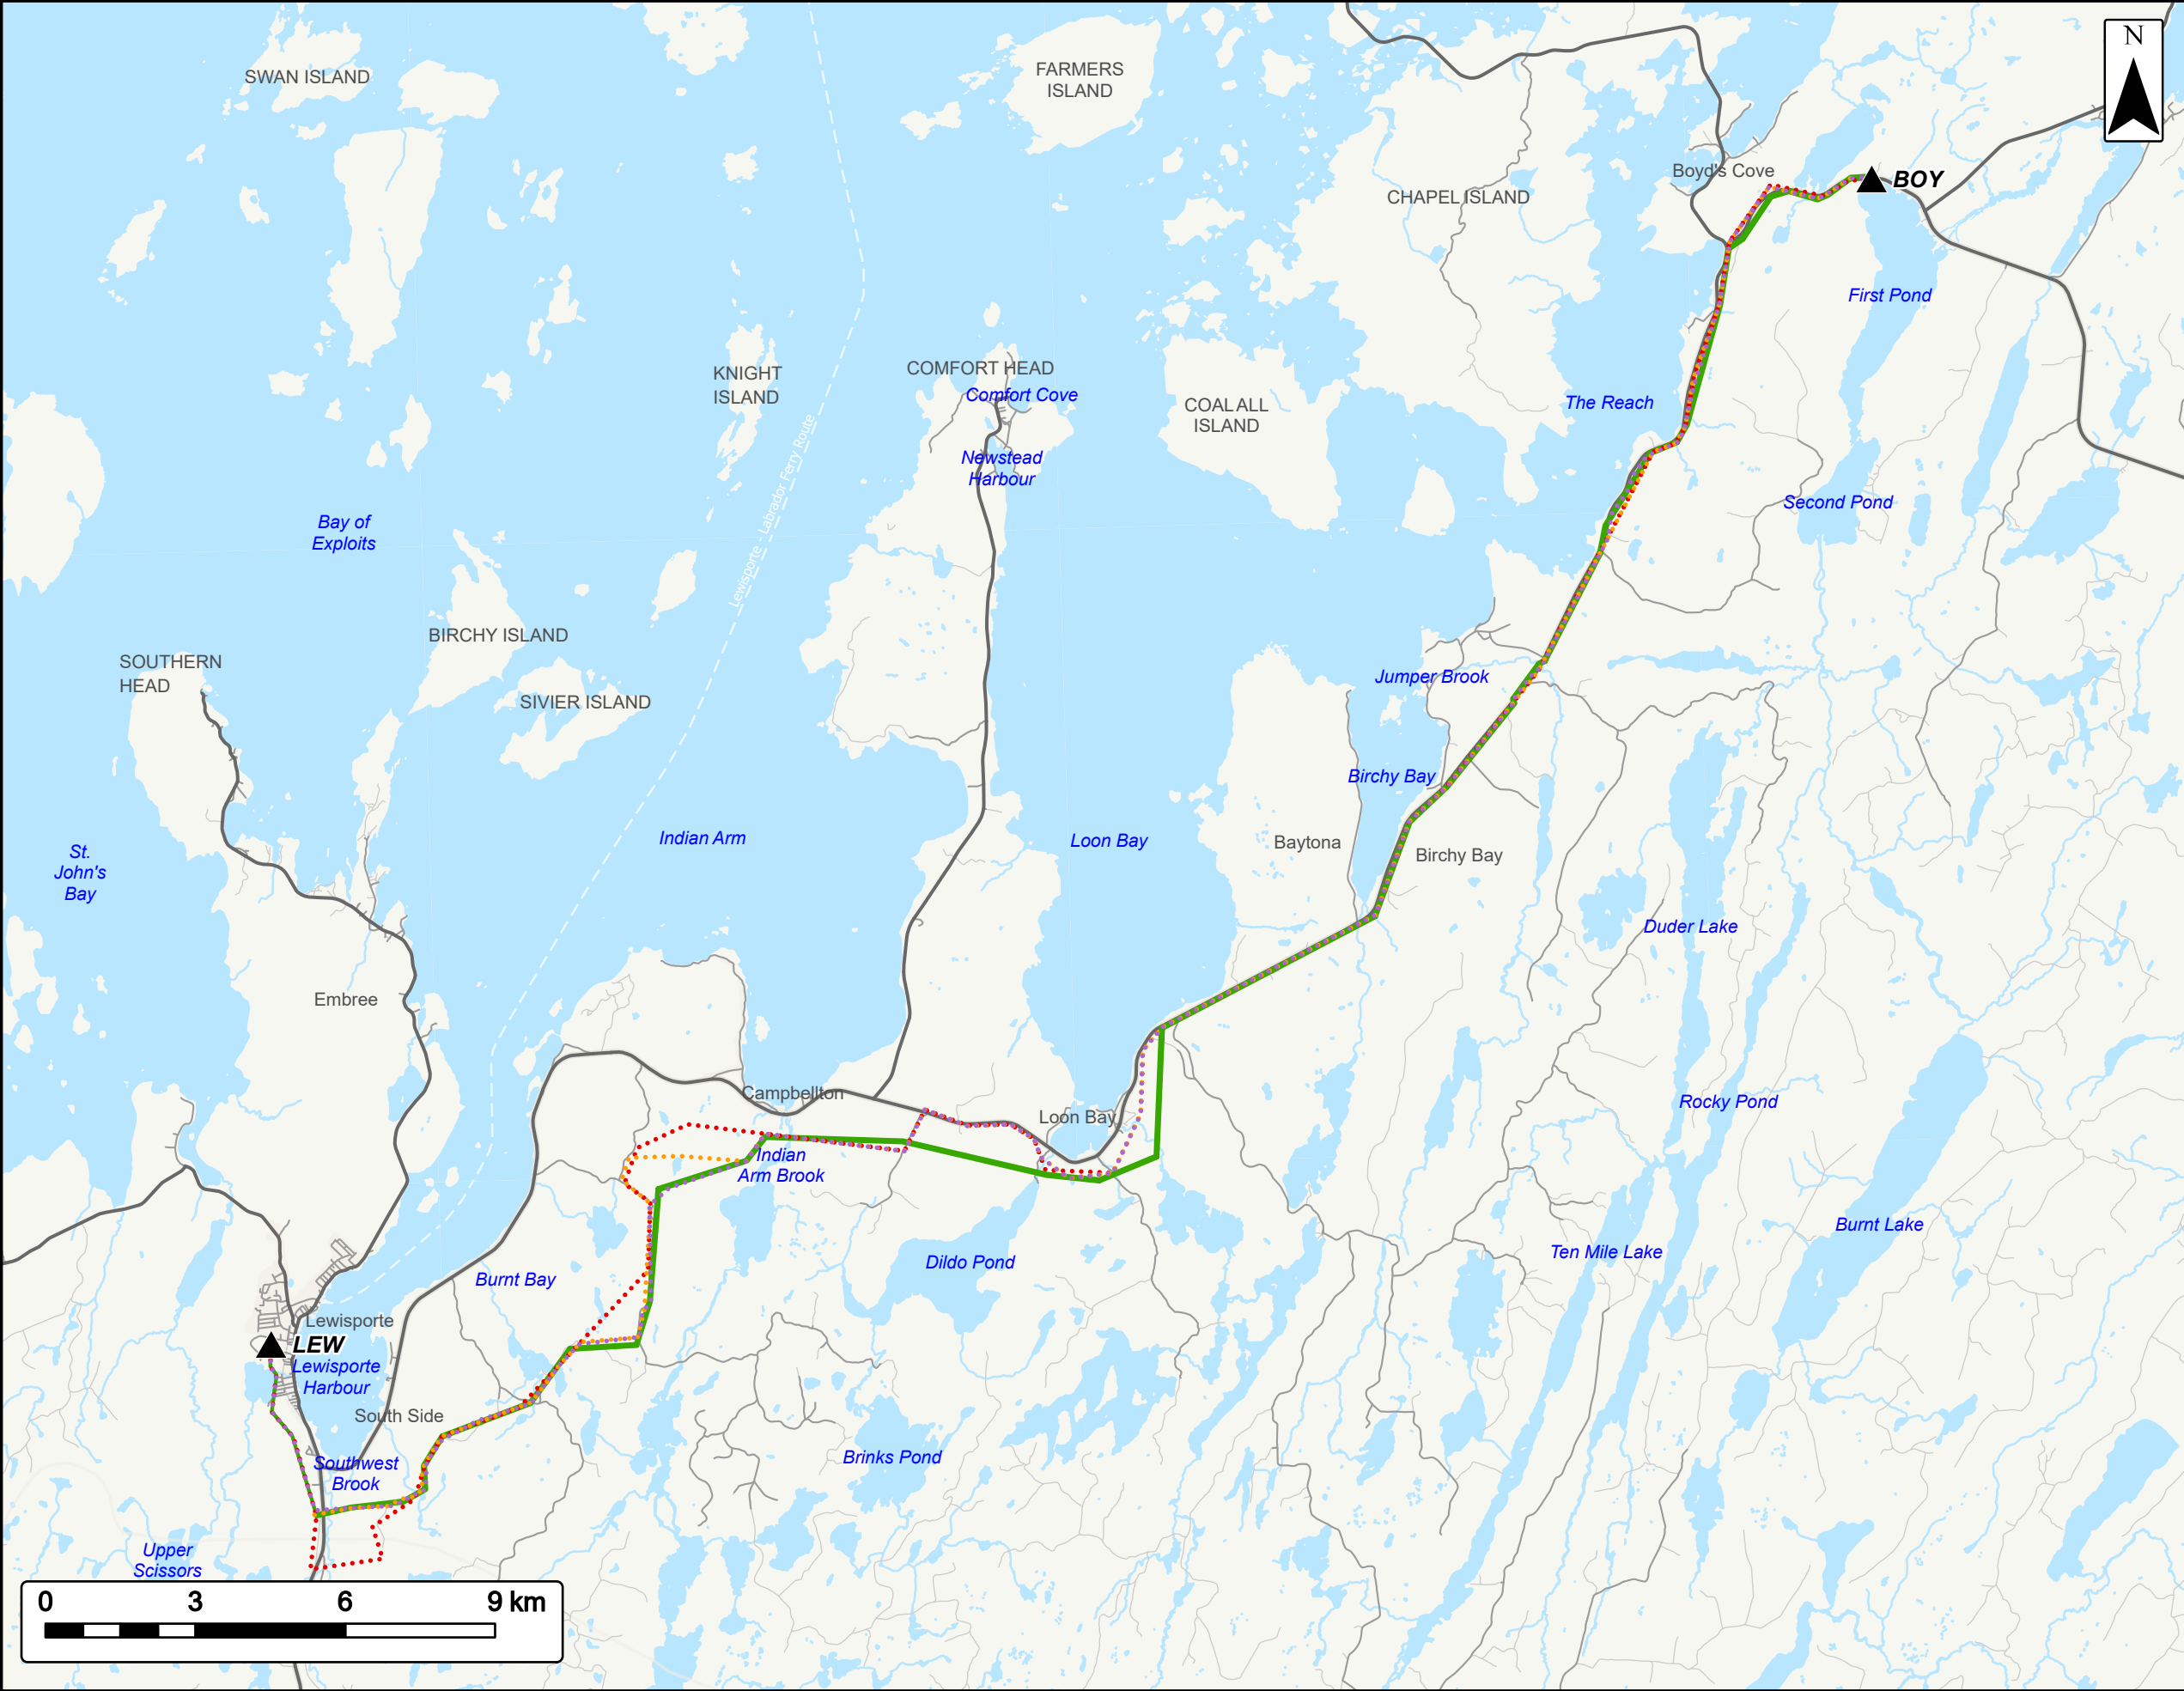 N
SWAN ISLAND
FARMERS
ISLAND
Boyd's Cove
BOY
CHAPEL ISLAND
First Pond
KNIGHT
ISLAND
COMFORT HEAD
Comfort Cove
COAL ALL
ISLAND
The Reach
Newstead
Harbour
Second Pond
Lewisporte - Labrador Ferry Route
Bay of
Exploits
BIRCHY ISLAND
SOUTHERN
HEAD
SIVIER ISLAND
Jumper Brook
Birchy Bay
Indian Arm
Loon Bay
Baytona
Birchy Bay
St.
John's
Bay
Duder Lake
Embree
Campbellton
Loon Bay
Rocky Pond
Indian
Arm Brook
Burnt Lake
Ten Mile Lake
Dildo Pond
Burnt Bay
Lewisporte
LEW
Lewisporte
Harbour
South Side
Southwest
Brook
Brinks Pond
Upper
Scissors
0 3 6 9 km